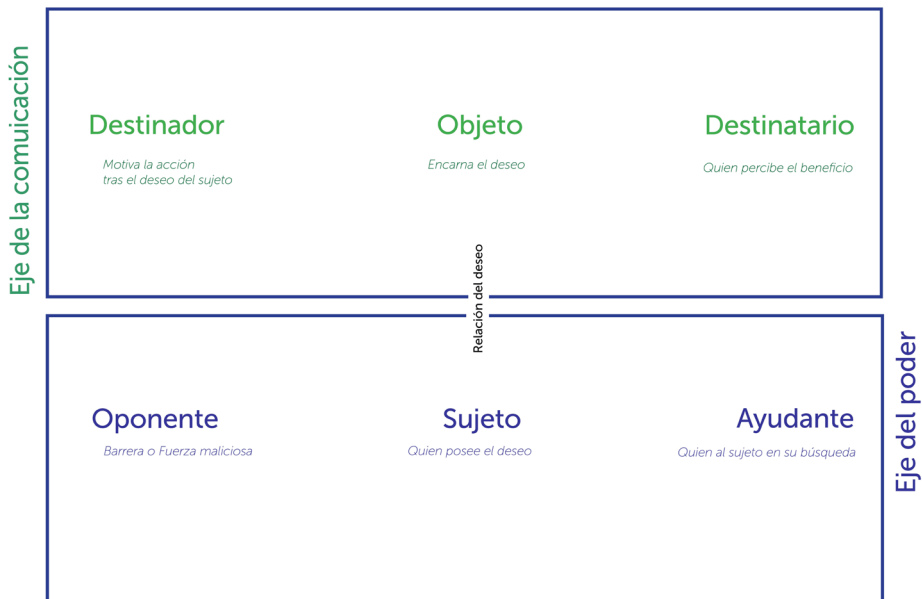 Eje de la comuicación
Destinador
Motiva la acción
tras el deseo del sujeto
Objeto
Encarna el deseo
Destinatario
Quien percibe el beneficio
Relación del deseo
Oponente
Barrera o Fuerza maliciosa
Sujeto
Quien posee el deseo
Ayudante
Quien al sujeto en su búsqueda
Eje del poder